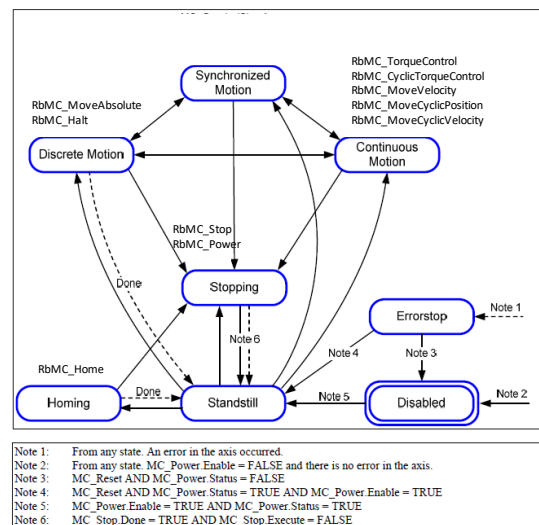 Synchronized
Motion
RbMC_TorqueControl
RbMC_CyclicTorqueControl
RbMC_MoveVelocity
RbMC_MoveCyclicPosition
RbMC_MoveCyclicVelocity
RbMC_MoveAbsolute
RbMC_Halt
Discrete Motion
Continuous
Motion
RbMC_Stop
RbMC_Power
Done
Stopping
Note 6
Errorstop
Note 1
Note 4
Note 3
RbMC_Home
Homing
Done
Standstill
Note 5
Disabled
Note 2
Note 1: From any state. An error in the axis occurred.
Note 2: From any state. MC_Power.Enable = FALSE and there is no error in the axis.
Note 3: MC_Reset AND MC_Power.Status = FALSE
Note 4: MC_Reset AND MC_Power.Status = TRUE AND MC_Power.Enable = TRUE
Note 5: MC_Power.Enable = TRUE AND MC_Power.Status = TRUE
Note 6: MC_Stop.Done = TRUE AND MC_Stop.Execute = FALSE